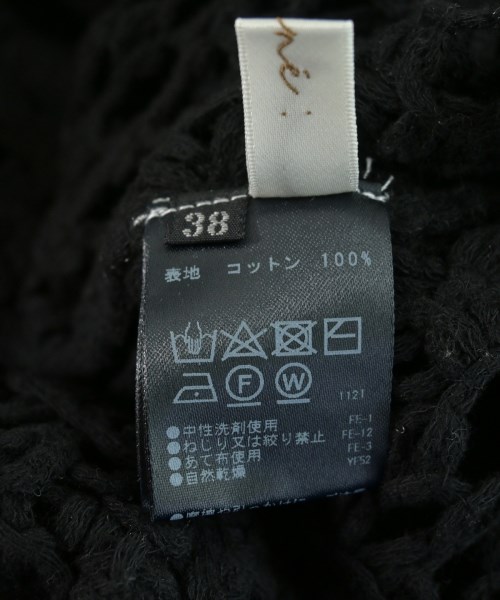 38
表地 コットン 100%
F W
112T
●中性洗剤使用 FE-1
●ねじり又は絞り禁止 FE-12
●あて布使用 FE-3
●自然乾燥 YF52